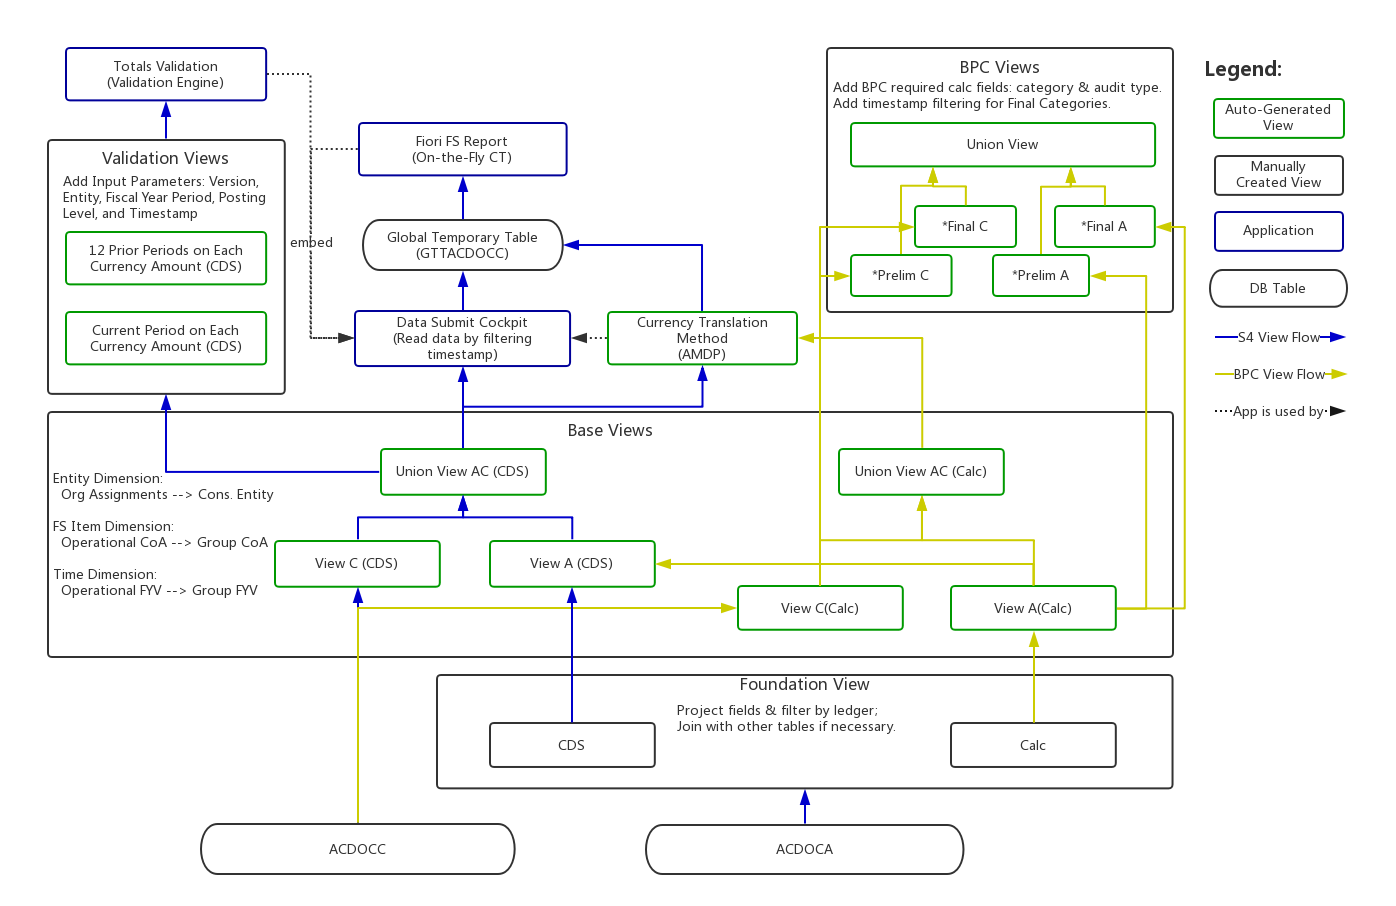 Totals Validation
(Validation Engine)
Validation Views
Add Input Parameters: Version,
Entity, Fiscal Year Period, Posting
Level, and Timestamp
12 Prior Periods on Each
Currency Amount (CDS)
Current Period on Each
Currency Amount (CDS)
embed
Fiori FS Report
(On-the-Fly CT)
Global Temporary Table
(GTTACDOCC)
Data Submit Cockpit
(Read data by filtering
timestamp)
Currency Translation
Method
(AMDP)
BPC Views
Add BPC required calc fields: category & audit type.
Add timestamp filtering for Final Categories.
Union View
*Final C
*Final A
*Prelim C
*Prelim A
Legend:
Auto-Generated
View
Manually
Created View
Application
DB Table
S4 View Flow
BPC View Flow
App is used by
Base Views
Entity Dimension:
Org Assignments --> Cons. Entity
FS Item Dimension:
Operational CoA --> Group CoA
Time Dimension:
Operational FYV --> Group FYV
Union View AC (CDS)
Union View AC (Calc)
View C (CDS)
View A (CDS)
View C(Calc)
View A(Calc)
Foundation View
Project fields & filter by ledger;
Join with other tables if necessary.
CDS
Calc
ACDOCC
ACDOCA